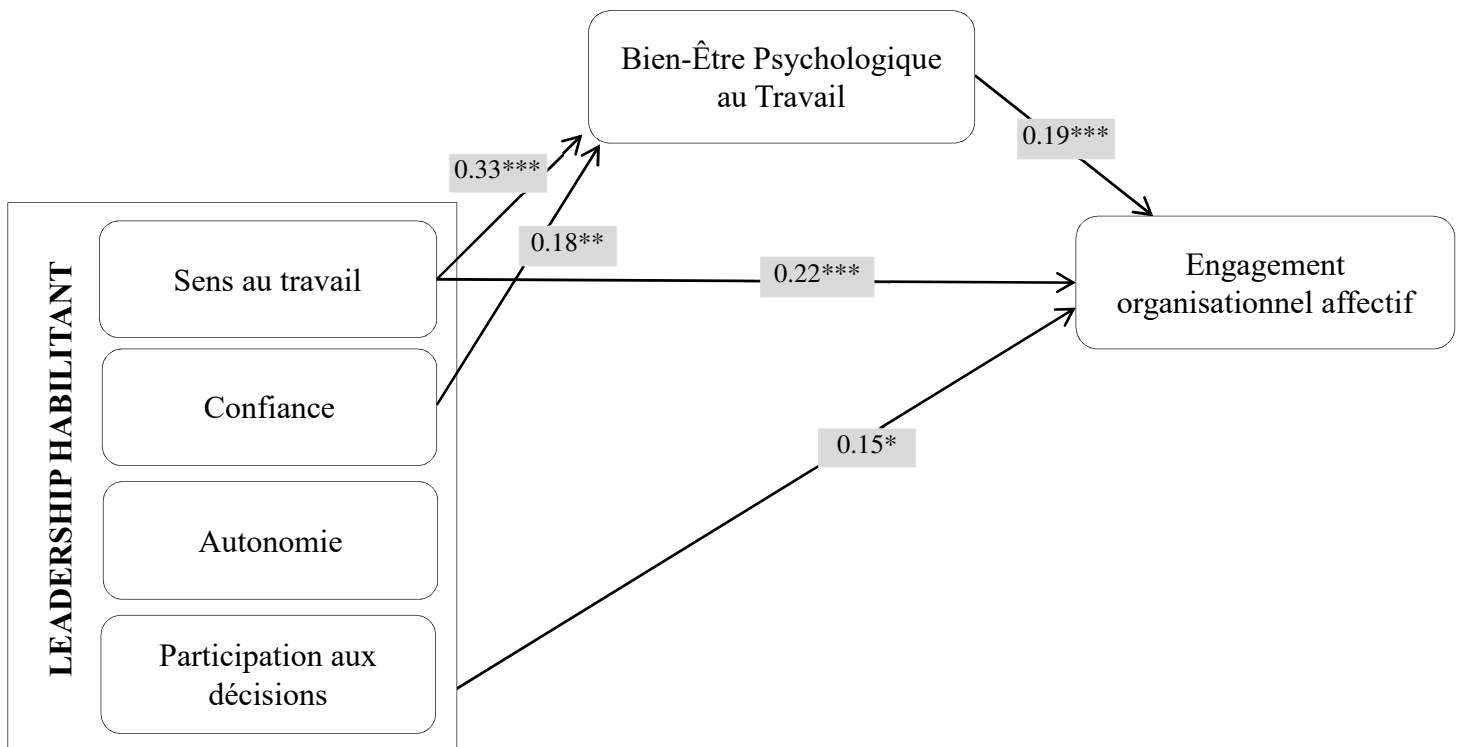 Bien-Être Psychologique
au Travail
0.19***
0.33***
0.18**
LEADERSHIP HABILITANT
Sens au travail
0.22***
Engagement
organisationnel affectif
Confiance
0.15*
Autonomie
Participation aux
décisions